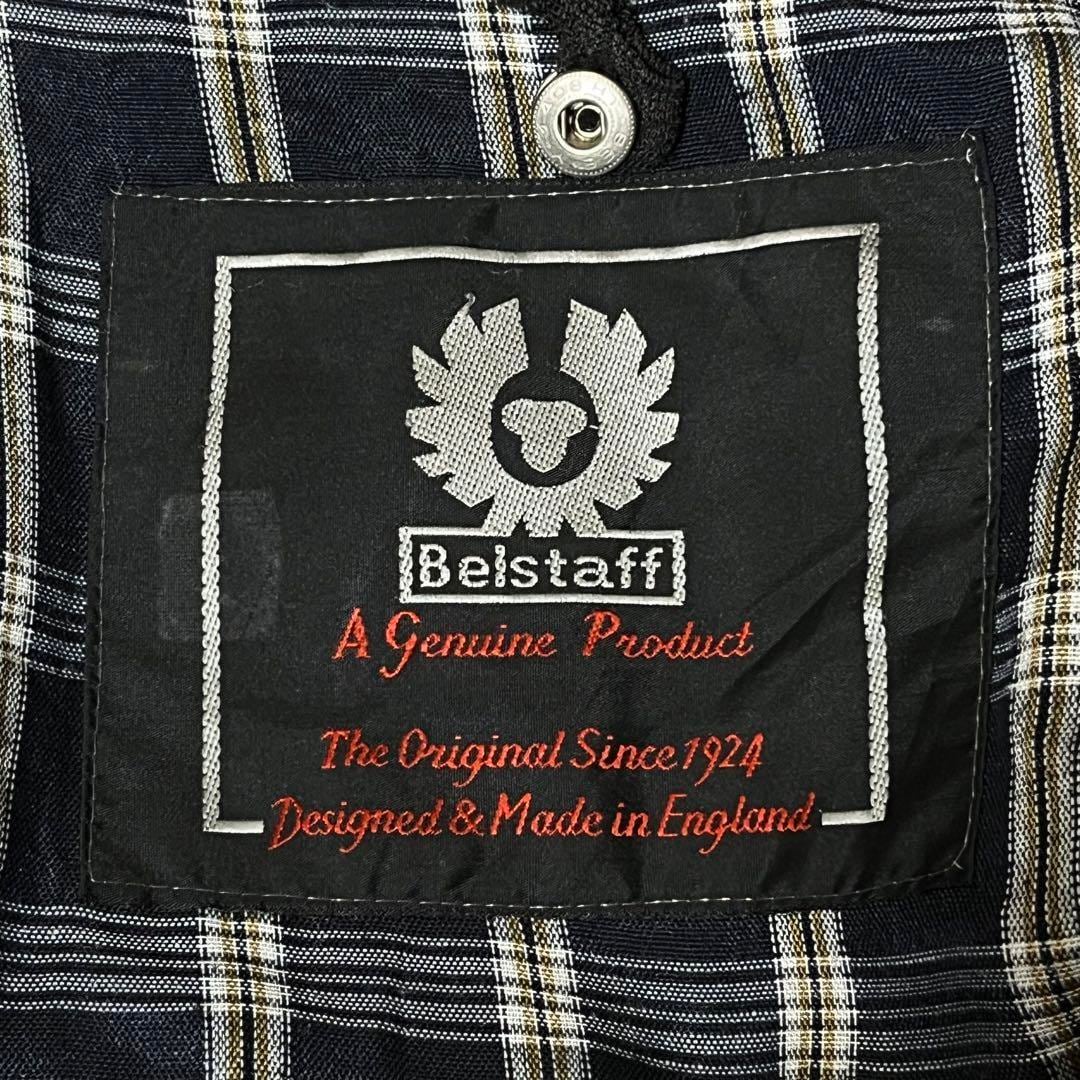 Belstaff
A Genuine Product
The Original Since 1924
Designed & Made in England